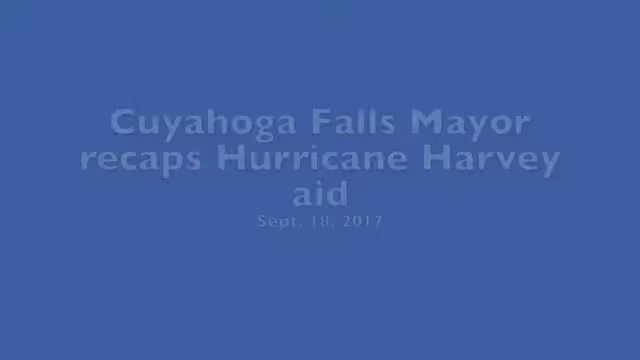 Cuyahoga Falls Mayor
recaps Hurricane Harvey
aid
Sept. 18, 2017